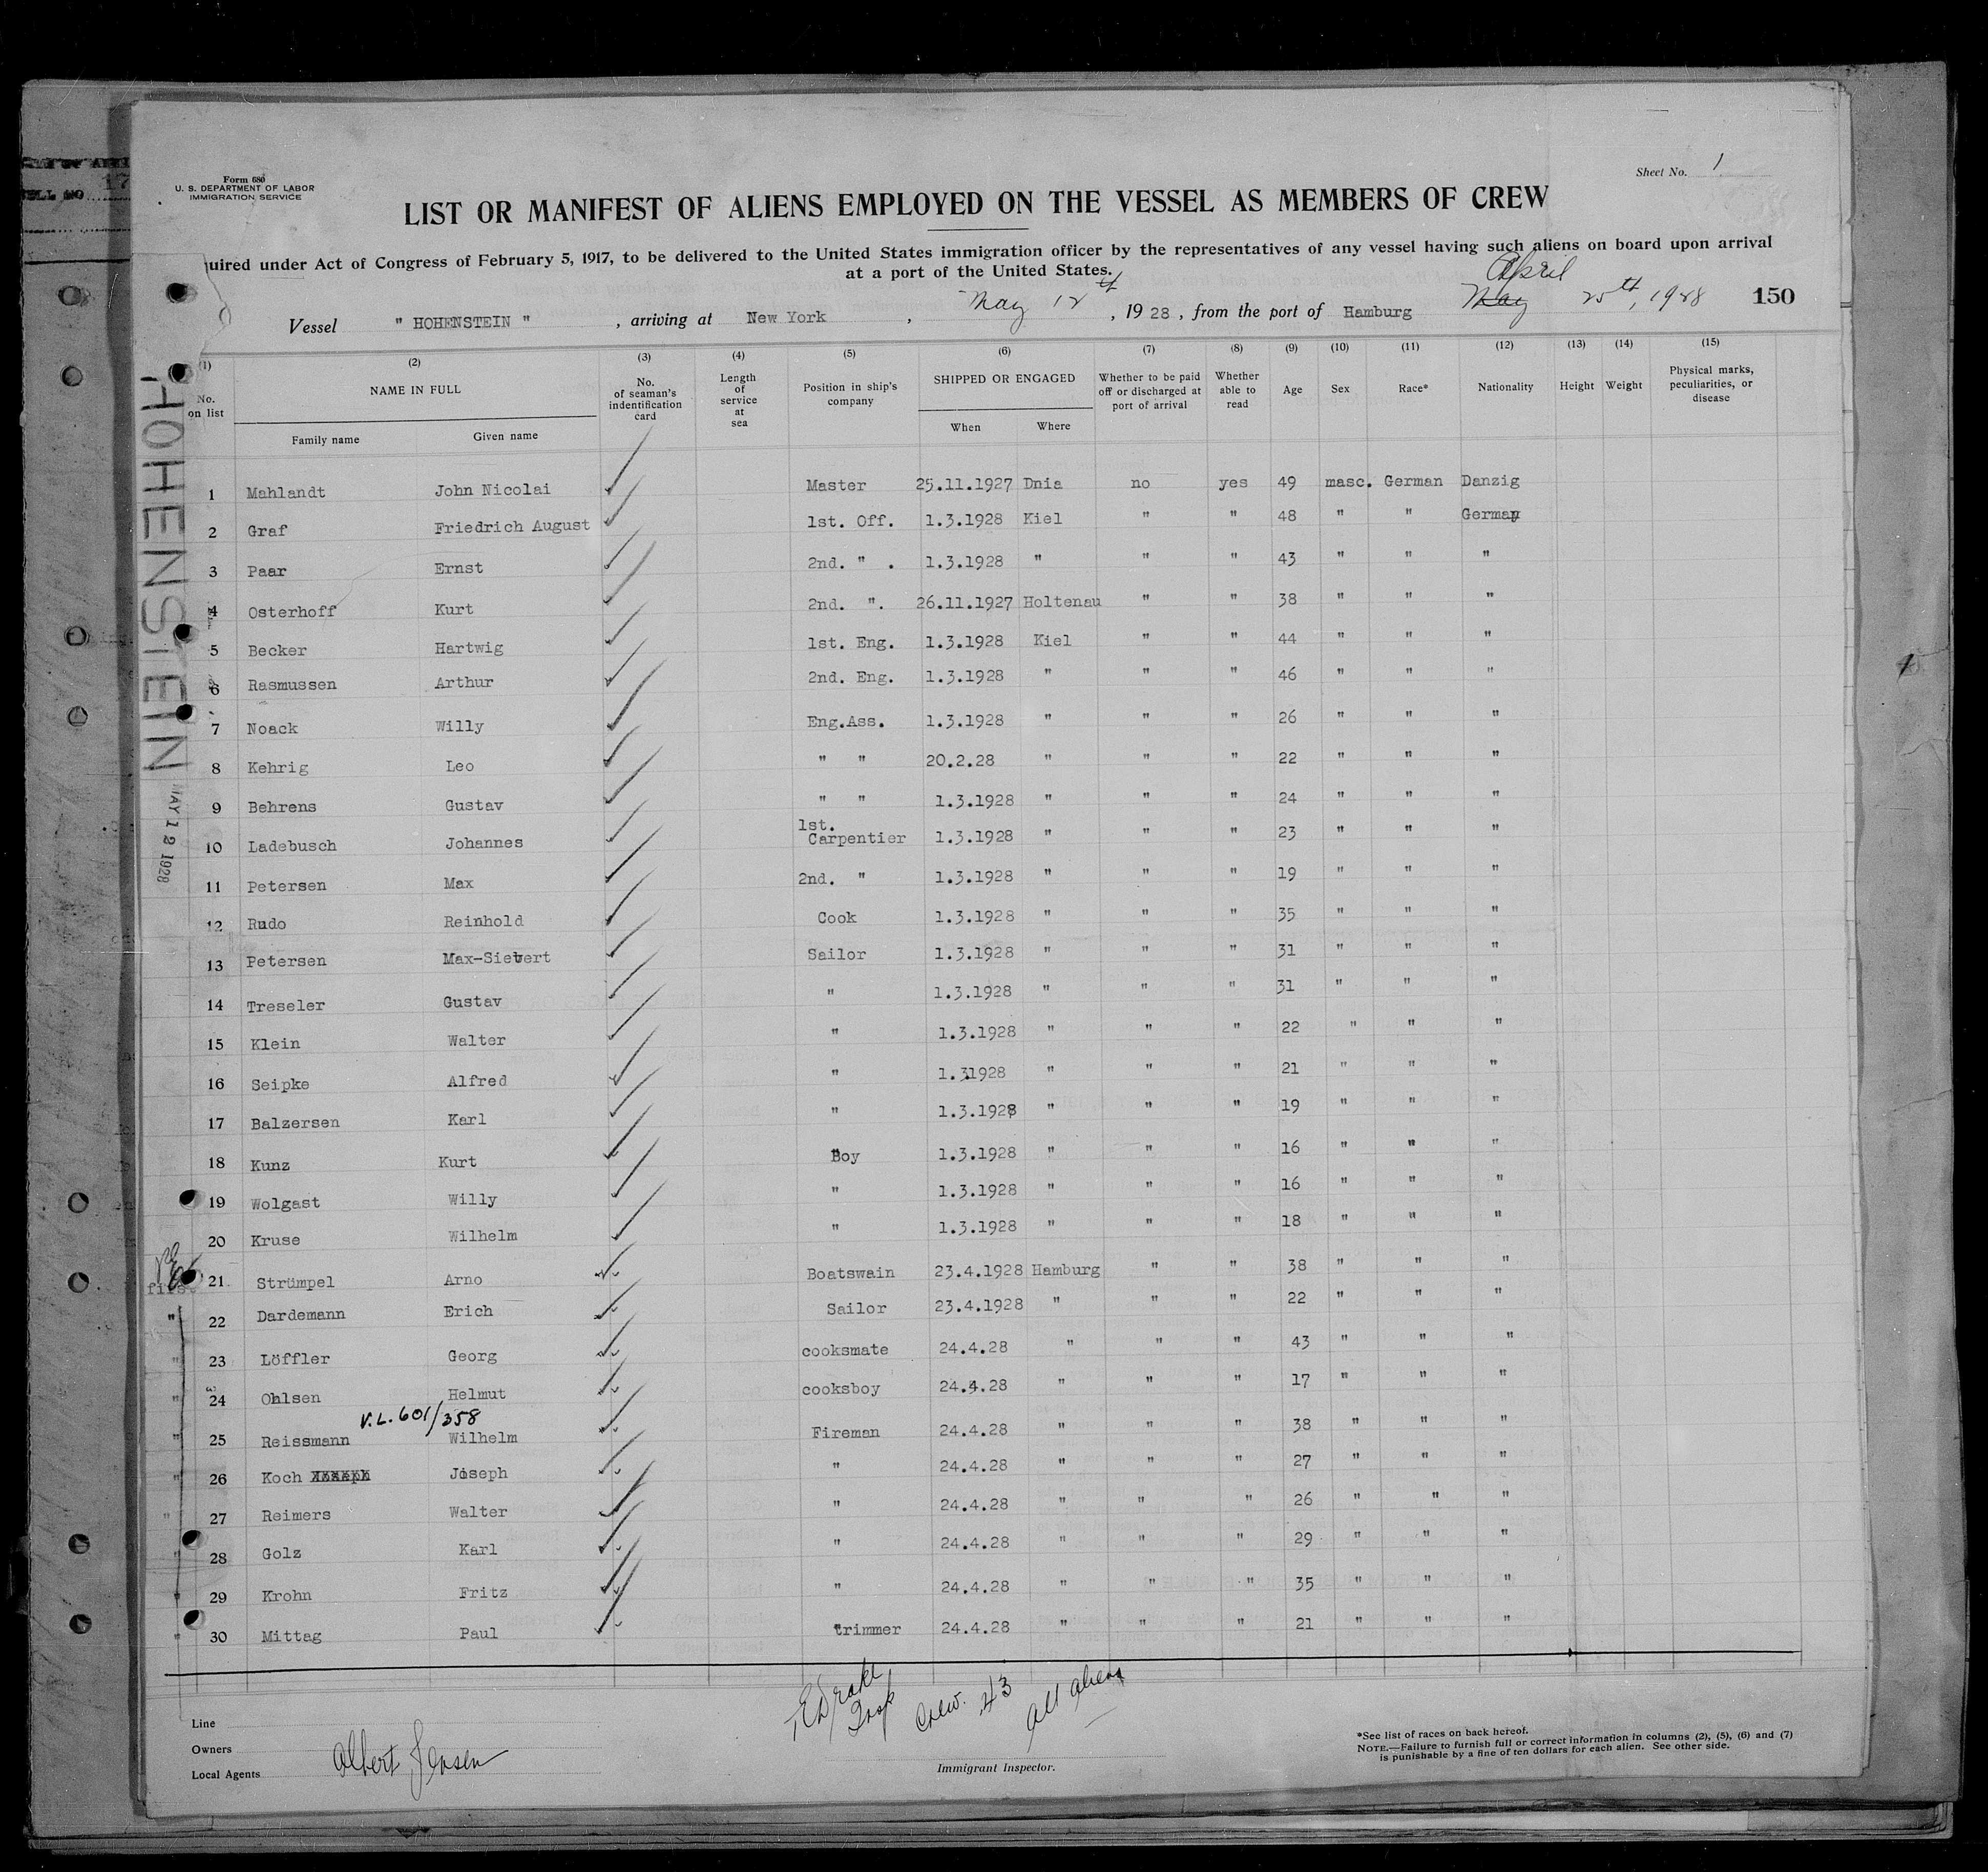 Form 680
U. S. DEPARTMENT OF LABOR
IMMIGRATION SERVICE
Sheet No. 1
LIST OR MANIFEST OF ALIENS EMPLOYED ON THE VESSEL AS MEMBERS OF CREW
uired under Act of Congress of February 5, 1917, to be delivered to the United States immigration officer by the representatives of any vessel having such aliens on board upon arrival
at a port of the United States.
April
Vessel " HOHENSTEIN " , arriving at New York , May 12th , 1928 , from the port of Hamburg May 25th, 1928 150
(1) (2) (3) (4) (5) (6) (7) (8) (9) (10) (11) (12) (13) (14) (15)
No. on list NAME IN FULL Family name Given name No. of seaman's indentification card Length of service at sea Position in ship's company SHIPPED OR ENGAGED When Where Whether to be paid off or discharged at port of arrival Whether able to read Age Sex Race* Nationality Height Weight Physical marks, peculiarities, or disease
HOHENSTEIN
MAY 12 1928
1 Mahlandt John Nicolai Master 25.11.1927 Dnia no yes 49 masc. German Danzig
2 Graf Friedrich August 1st. Off. 1.3.1928 Kiel " " 48 " " Germany
3 Paar Ernst 2nd. " . 1.3.1928 " " " 43 " " "
4 Osterhoff Kurt 2nd. ". 26.11.1927 Holtenau " " 38 " " "
5 Becker Hartwig 1st. Eng. 1.3.1928 Kiel " " 44 " " "
6 Rasmussen Arthur 2nd. Eng. 1.3.1928 " " " 46 " " "
7 Noack Willy Eng.Ass. 1.3.1928 " " " 26 " " "
8 Kehrig Leo " " 20.2.28 " " " 22 " " "
9 Behrens Gustav " " 1.3.1928 " " " 24 " " "
10 Ladebusch Johannes 1st. Carpentier 1.3.1928 " " " 23 " " "
11 Petersen Max 2nd. " 1.3.1928 " " " 19 " " "
12 Rudo Reinhold Cook 1.3.1928 " " " 35 " " "
13 Petersen Max-Siebert Sailor 1.3.1928 " " " 31 " " "
14 Treseler Gustav " 1.3.1928 " " " 31 " " "
15 Klein Walter " 1.3.1928 " " " 22 " " "
16 Seipke Alfred " 1.31928 " " " 21 " " "
17 Balzersen Karl " 1.3.1928 " " " 19 " " "
18 Kunz Kurt Boy 1.3.1928 " " " 16 " " "
19 Wolgast Willy " 1.3.1928 " " " 16 " " "
20 Kruse Wilhelm " 1.3.1928 " " " 18 " " "
first 21 Strümpel Arno Boatswain 23.4.1928 Hamburg " " 38 " " "
" 22 Dardemann Erich Sailor 23.4.1928 " " " 22 " " "
" 23 Löffler Georg cooksmate 24.4.28 " " " 43 " " "
" 24 Ohlsen Helmut cooksboy 24.4.28 " " " 17 " " "
V.L. 601/358
" 25 Reissmann Wilhelm Fireman 24.4.28 " " " 38 " " "
" 26 Koch Joseph " 24.4.28 " " " 27 " " "
" 27 Reimers Walter " 24.4.28 " " " 26 " " "
" 28 Golz Karl " 24.4.28 " " " 29 " " "
" 29 Krohn Fritz " 24.4.28 " " " 35 " " "
" 30 Mittag Paul trimmer 24.4.28 " " " 21 " " "
Drake
Insp
Crew. 43
All aliens
Line
Owners
Local Agents Albert Jensen
Immigrant Inspector.
*See list of races on back hereof.
NOTE.—Failure to furnish full or correct information in columns (2), (5), (6) and (7)
is punishable by a fine of ten dollars for each alien. See other side.